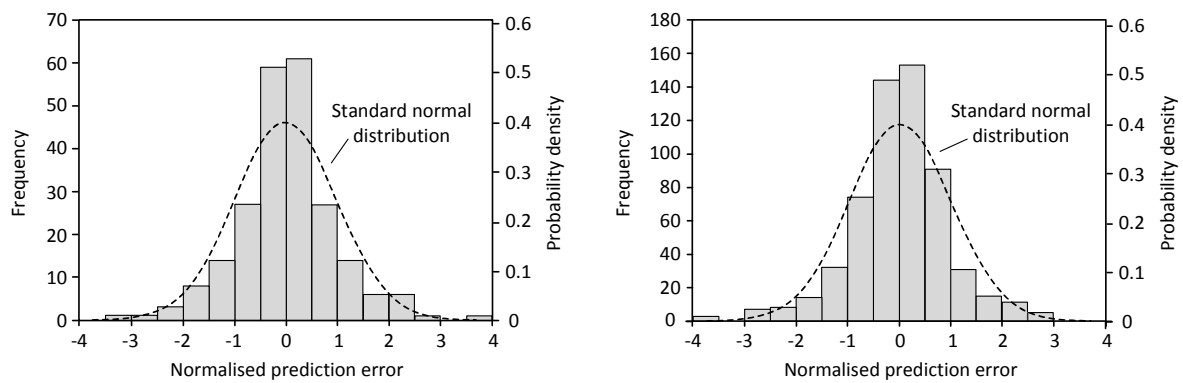 70
60
50
40
30
20
10
0
Frequency
0.6
0.5
0.4
0.3
0.2
0.1
0
Probability density
Standard normal
distribution
-4 -3 -2 -1 0 1 2 3 4
Normalised prediction error
180
160
140
120
100
80
60
40
20
0
Frequency
0.6
0.5
0.4
0.3
0.2
0.1
0
Probability density
Standard normal
distribution
-4 -3 -2 -1 0 1 2 3 4
Normalised prediction error